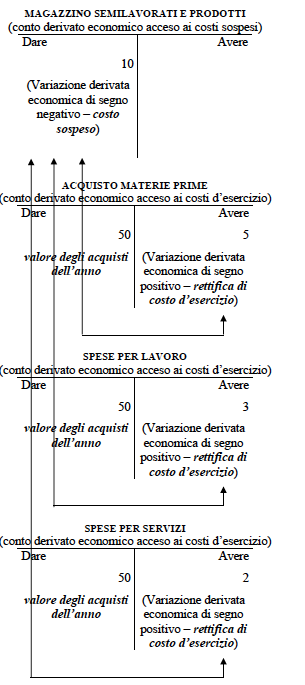 MAGAZZINO SEMILAVORATI E PRODOTTI
(conto derivato economico acceso ai costi sospesi)
Dare Avere
10
(Variazione derivata
economica di segno
negativo – costo
sospeso)
ACQUISTO MATERIE PRIME
(conto derivato economico acceso ai costi d'esercizio)
Dare Avere
50 5
valore degli acquisti (Variazione derivata
dell'anno economica di segno
positivo – rettifica di
costo d'esercizio)
SPESE PER LAVORO
(conto derivato economico acceso ai costi d'esercizio)
Dare Avere
50 3
valore degli acquisti (Variazione derivata
dell'anno economica di segno
positivo – rettifica di
costo d'esercizio)
SPESE PER SERVIZI
(conto derivato economico acceso ai costi d'esercizio)
Dare Avere
50 2
valore degli acquisti (Variazione derivata
dell'anno economica di segno
positivo – rettifica di
costo d'esercizio)